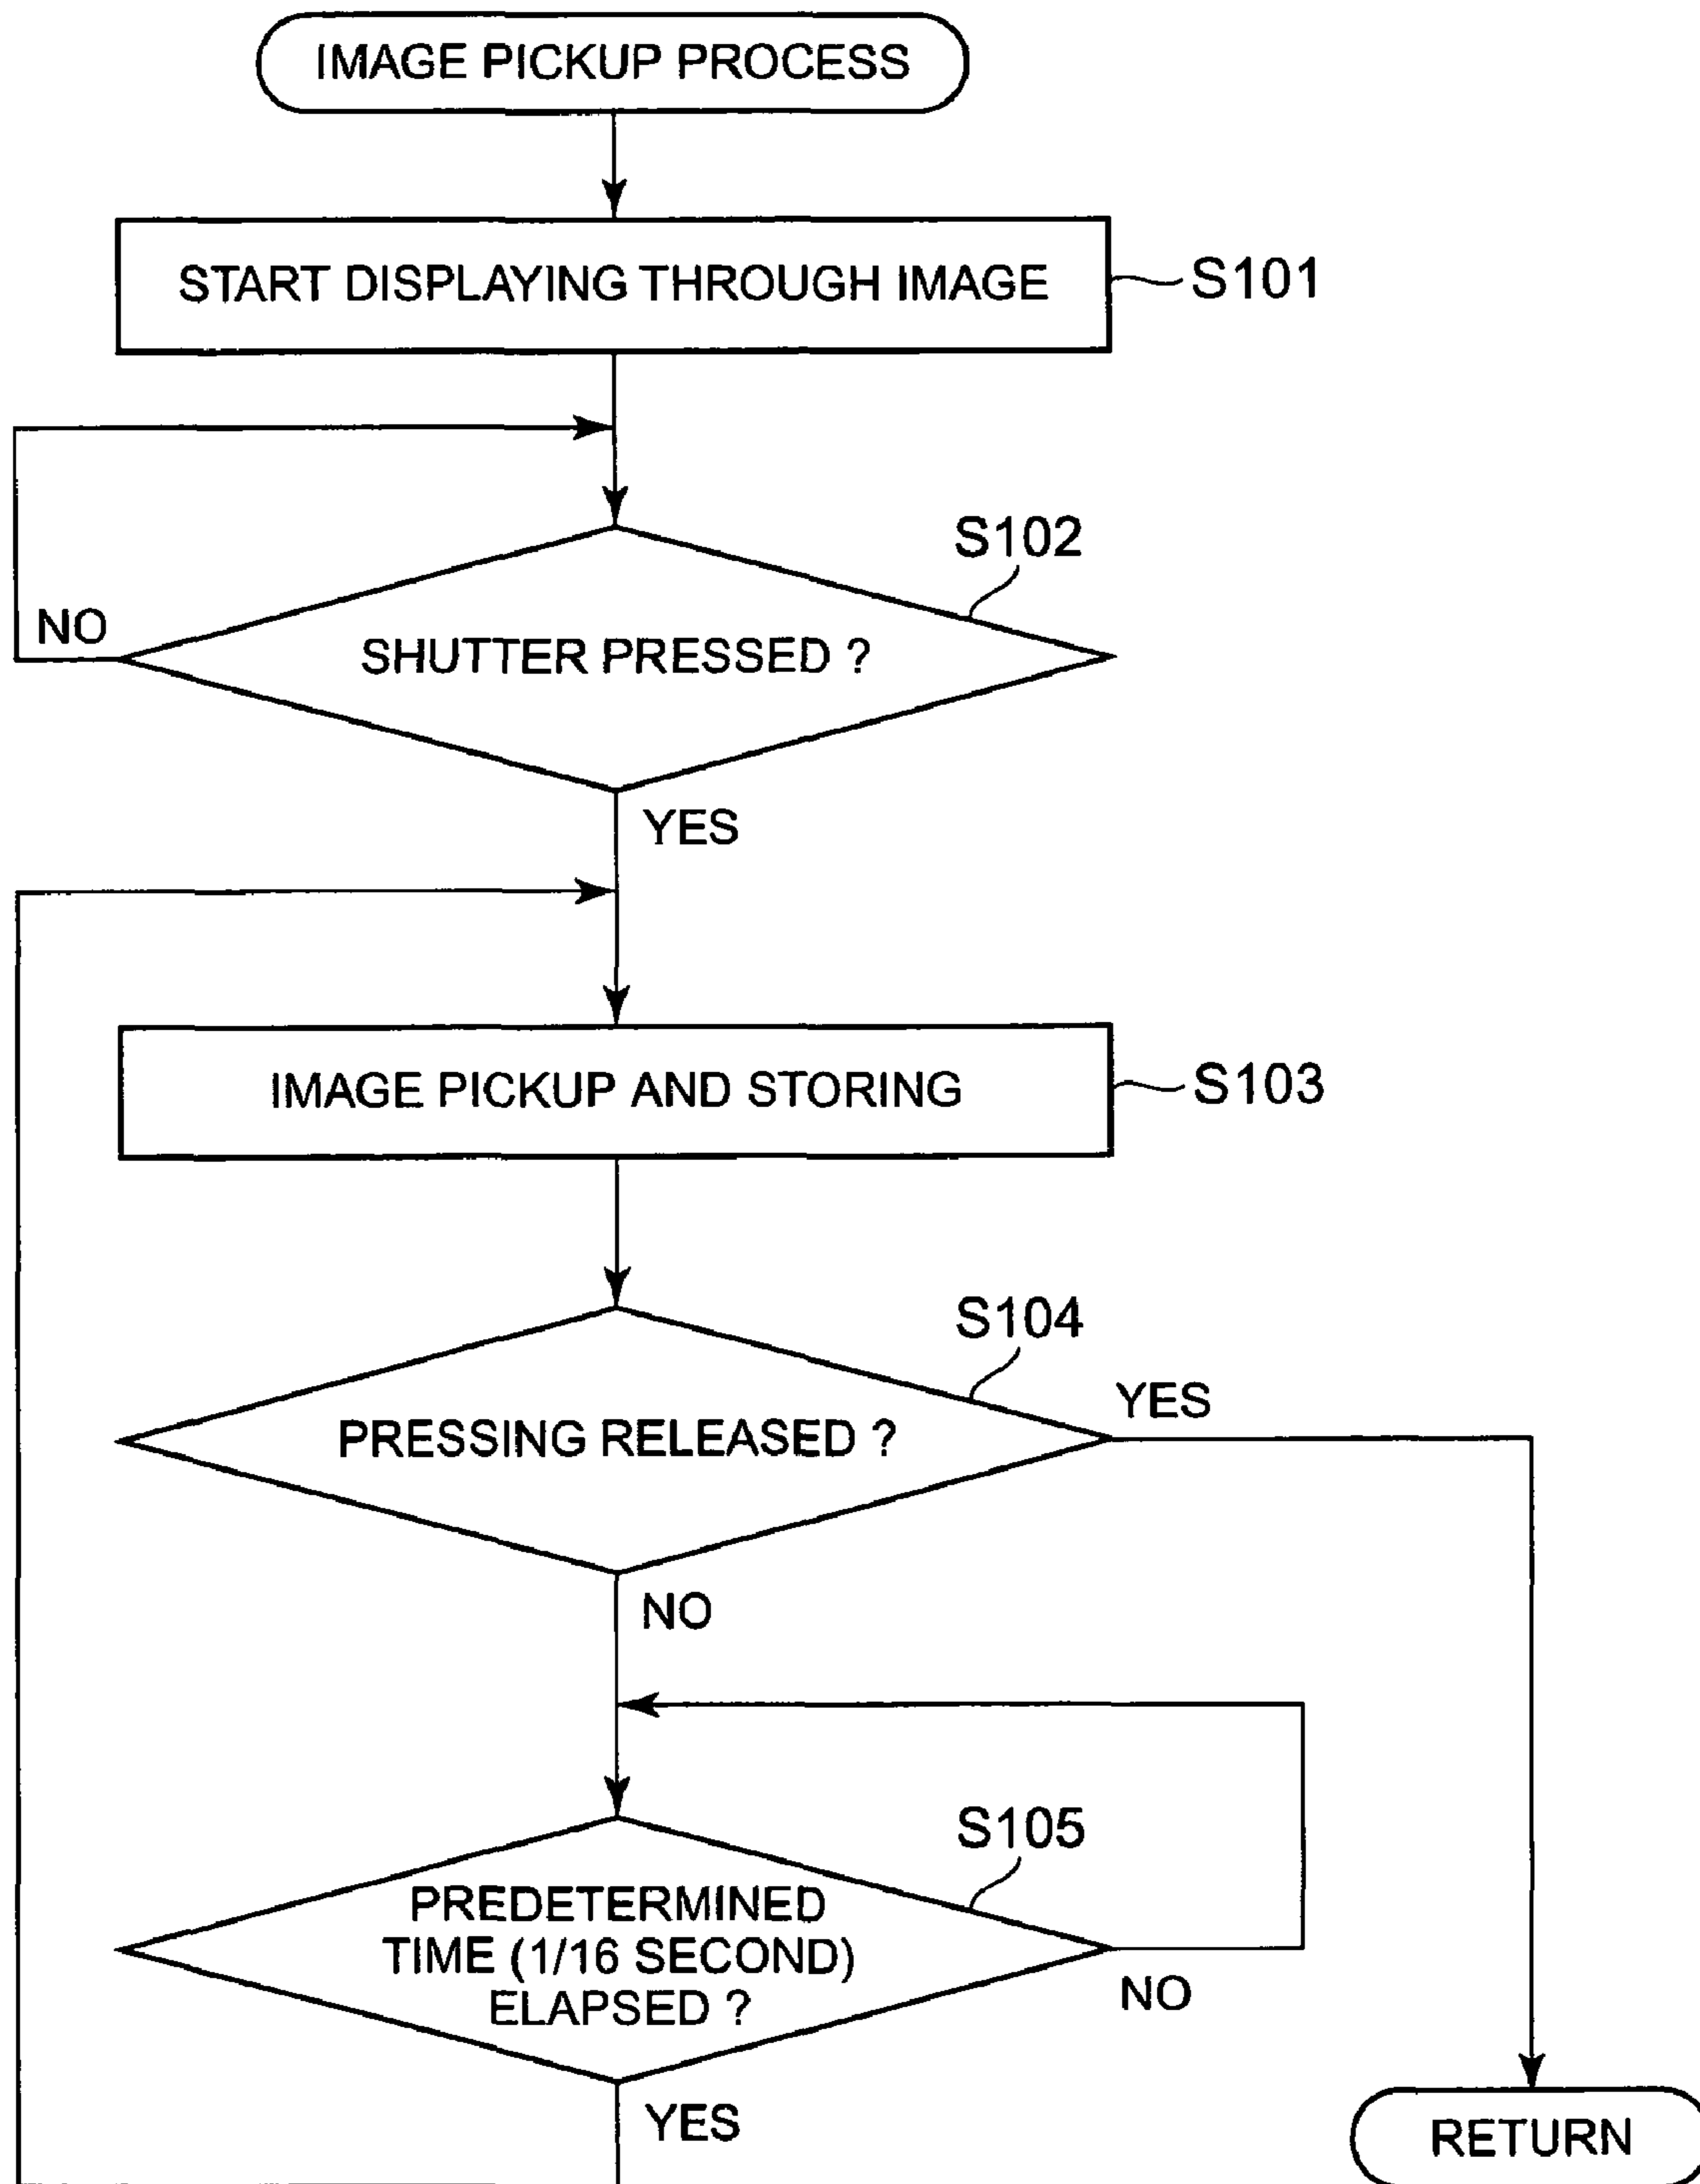 IMAGE PICKUP PROCESS
START DISPLAYING THROUGH IMAGE
S101
S102
NO
SHUTTER PRESSED ?
YES
IMAGE PICKUP AND STORING
S103
S104
YES
PRESSING RELEASED ?
NO
S105
PREDETERMINED
TIME (1/16 SECOND)
ELAPSED ?
NO
YES
RETURN